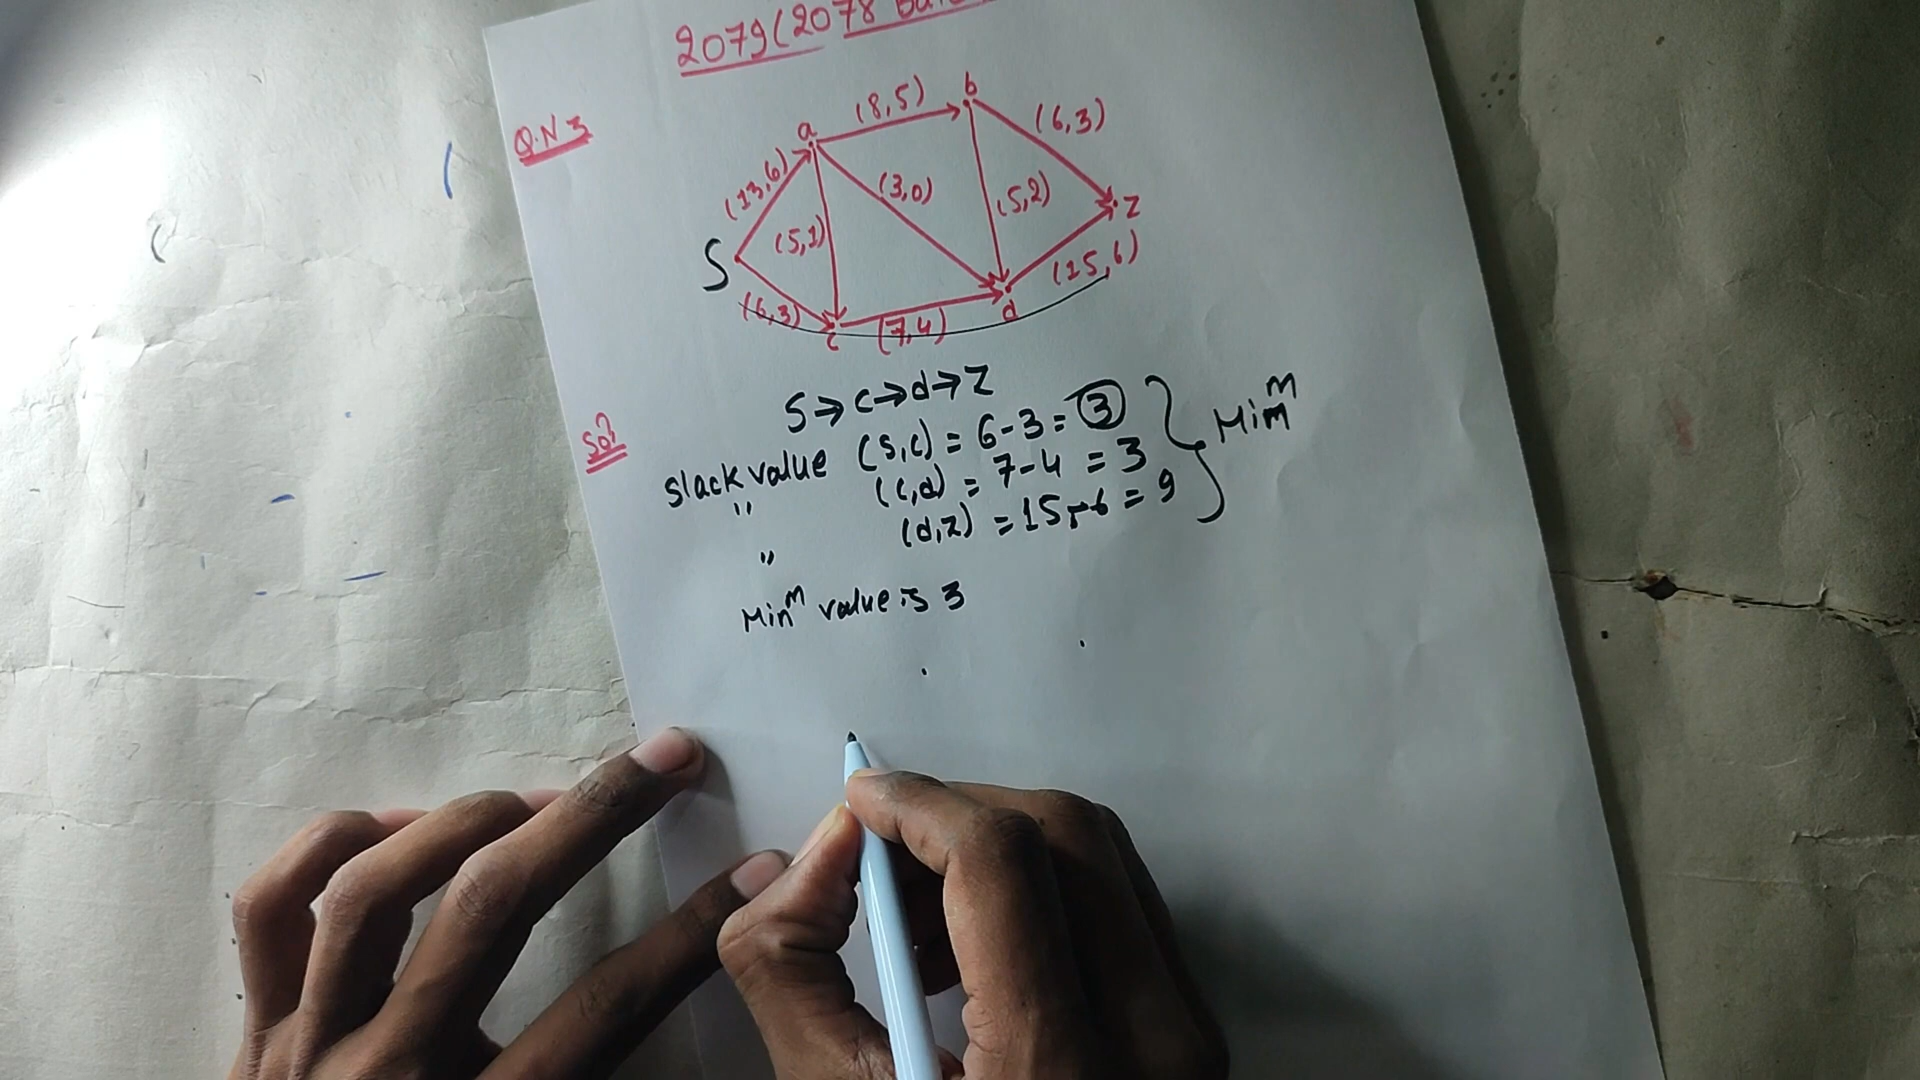 2079(2078
Q.N 3
a
(8,5)
b
(6,3)
(13,6)
(3,0)
(5,2)
z
S
(5,1)
(15,6)
(6,3)
c
(7,4)
d
Soln
S→c→d→Z
Slack value (S,c) = 6-3 = 3
" (c,d) = 7-4 = 3
" (d,z) = 15-6 = 9
Minm
Minm value is 3